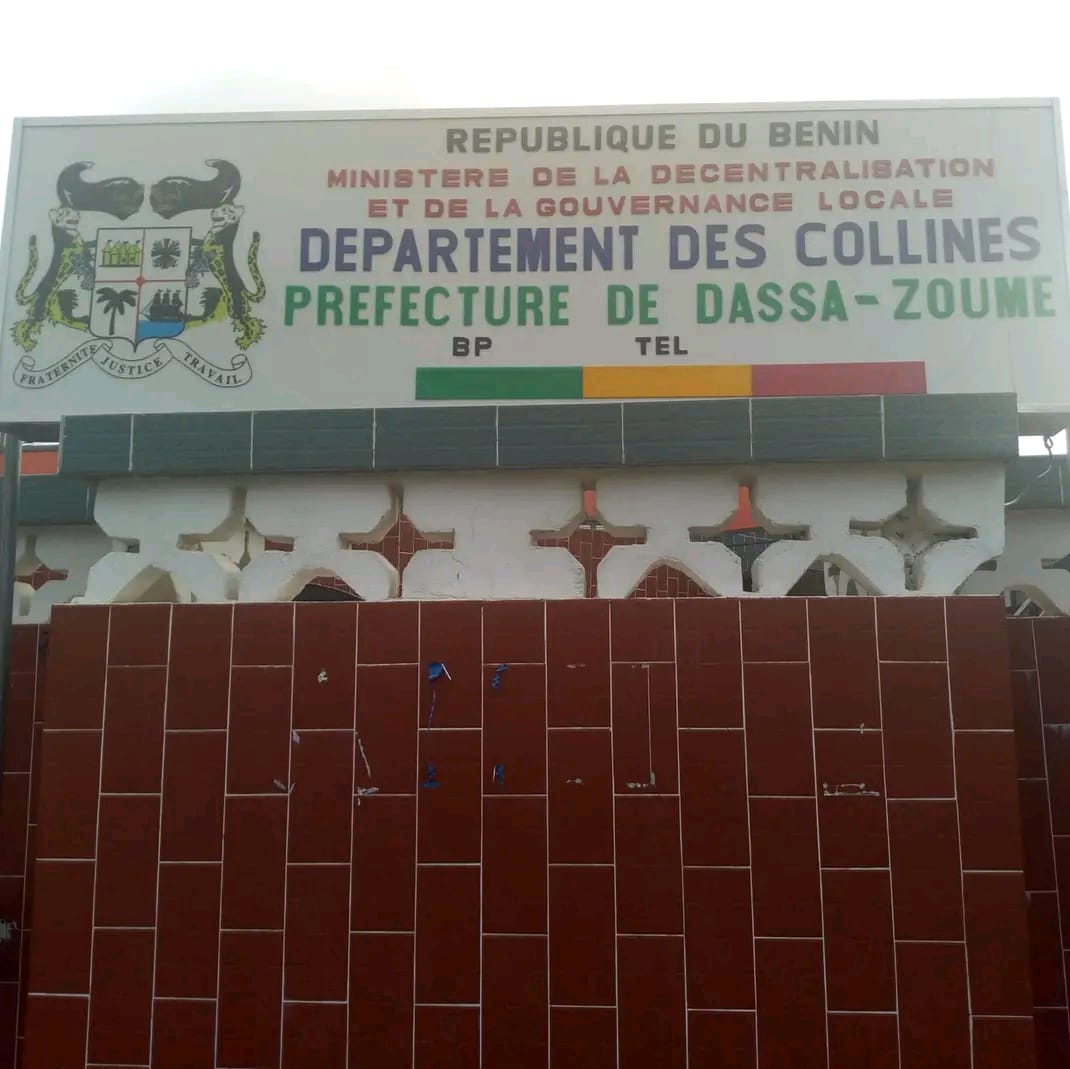 REPUBLIQUE DU BENIN
MINISTERE DE LA DECENTRALISATION
ET DE LA GOUVERNANCE LOCALE
DEPARTEMENT DES COLLINES
PREFECTURE DE DASSA-ZOUME
BP TEL
FRATERNITE JUSTICE TRAVAIL